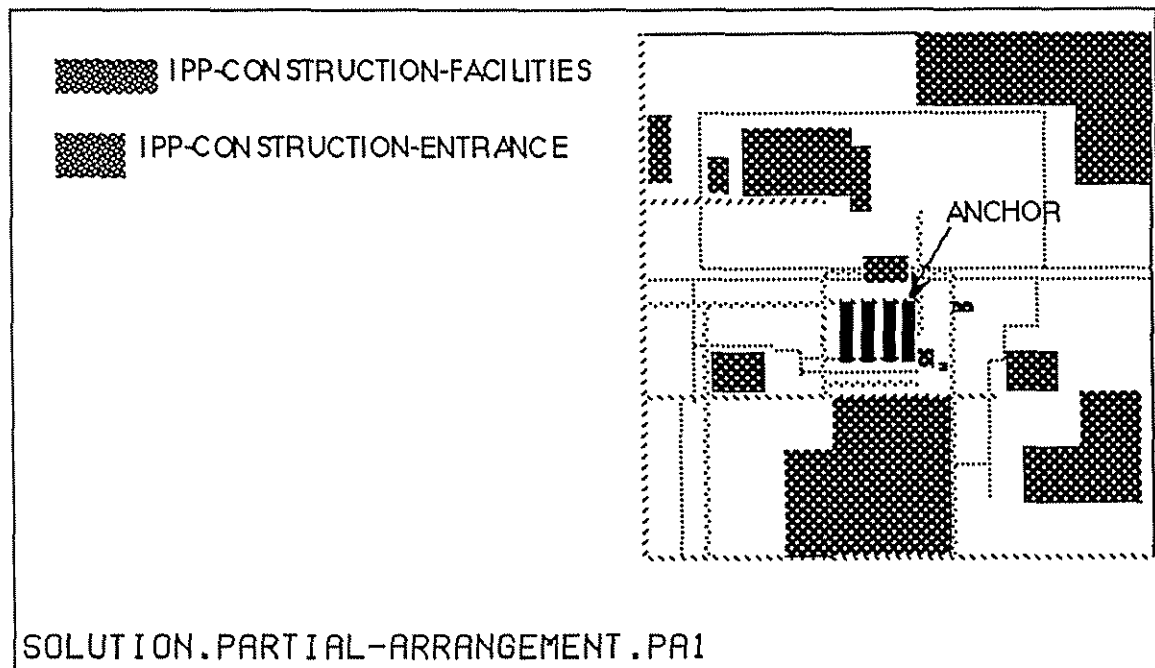 IPP-CONSTRUCTION-FACILITIES
IPP-CONSTRUCTION-ENTRANCE
ANCHOR
SOLUTION.PARTIAL-ARRANGEMENT.PA1